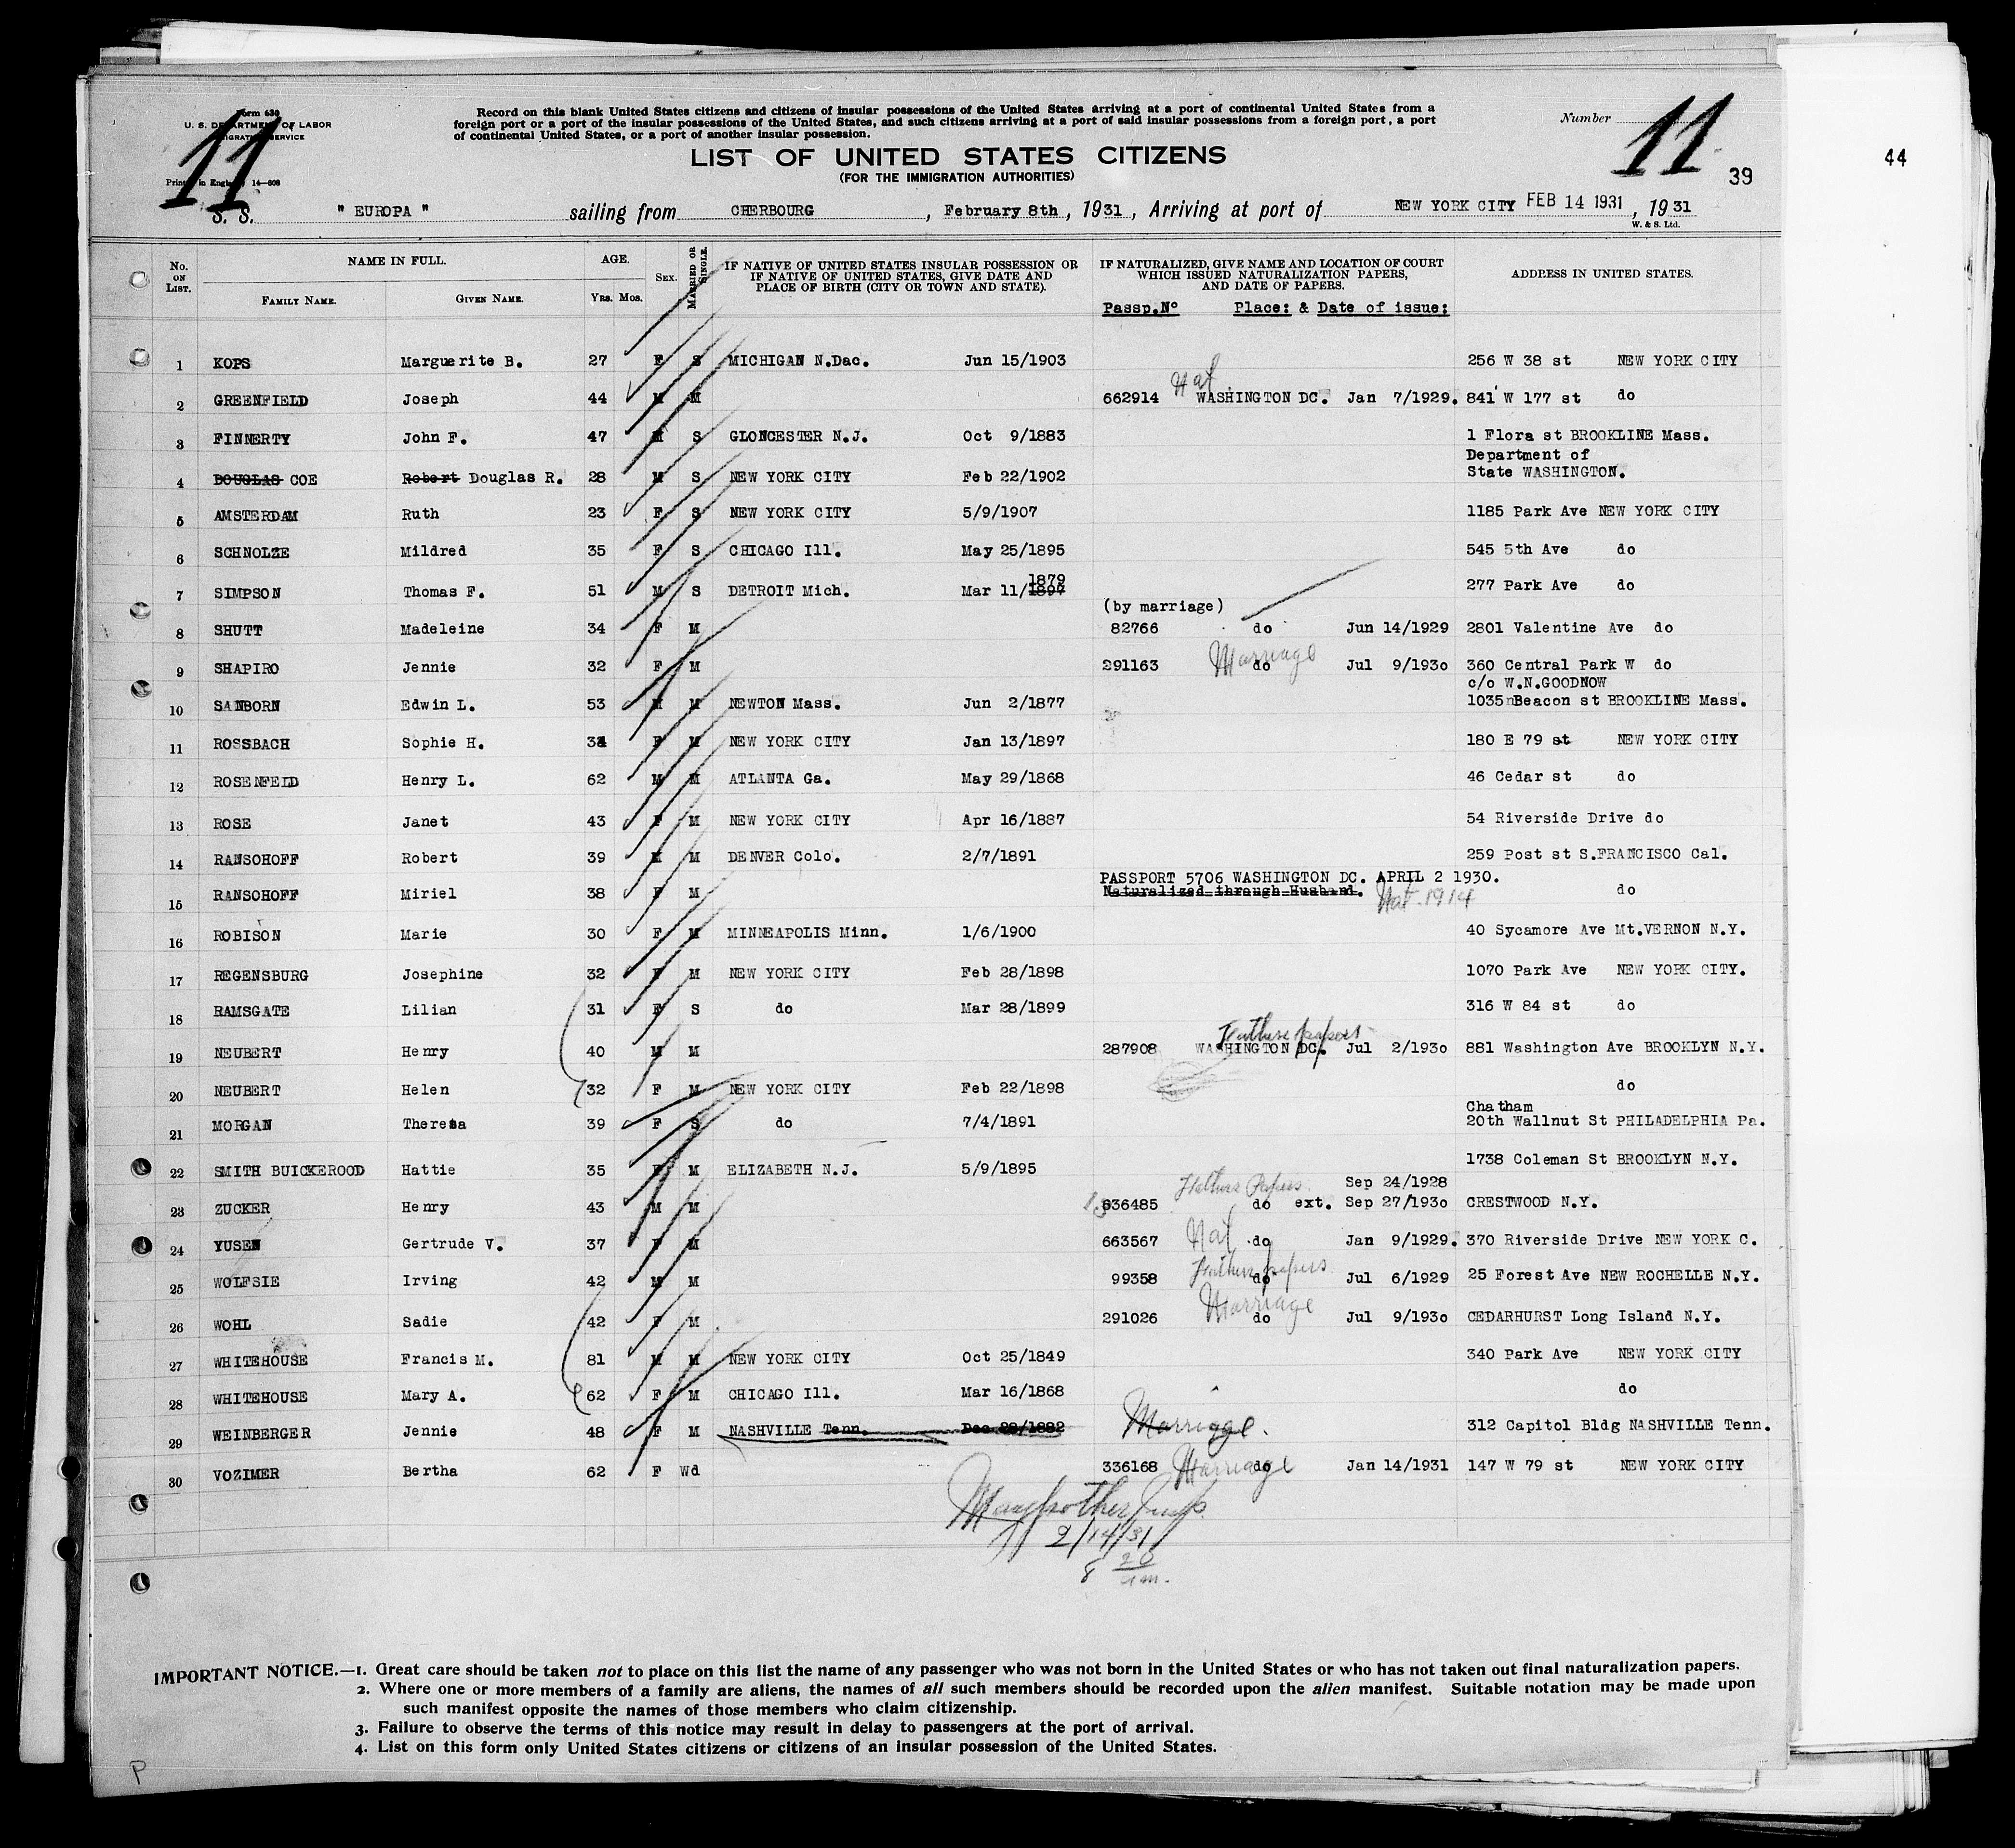 Form 630
U. S. DEPARTMENT OF LABOR
IMMIGRATION SERVICE
Printed in England 14—608
11
Record on this blank United States citizens and citizens of insular possessions of the United States arriving at a port of continental United States from a
foreign port or a port of the insular possessions of the United States, and such citizens arriving at a port of said insular possessions from a foreign port, a port
of continental United States, or a port of another insular possession.
Number 11
39
44
LIST OF UNITED STATES CITIZENS
(FOR THE IMMIGRATION AUTHORITIES)
S. S. " EUROPA " sailing from CHERBOURG, February 8th, 1931, Arriving at port of NEW YORK CITY FEB 14 1931, 1931
W. & S. Ltd.
No. ON LIST. NAME IN FULL. FAMILY NAME. GIVEN NAME. AGE. Yrs. Mos. SEX. MARRIED OR SINGLE. IF NATIVE OF UNITED STATES INSULAR POSSESSION OR IF NATIVE OF UNITED STATES, GIVE DATE AND PLACE OF BIRTH (CITY OR TOWN AND STATE). IF NATURALIZED, GIVE NAME AND LOCATION OF COURT WHICH ISSUED NATURALIZATION PAPERS, AND DATE OF PAPERS. ADDRESS IN UNITED STATES.
Passp.Nº Place: & Date of issue:
1 KOPS Marguerite B. 27 F S MICHIGAN N.Dac. Jun 15/1903 256 W 38 st NEW YORK CITY
2 GREENFIELD Joseph 44 M M 662914 Nat. WASHINGTON DC. Jan 7/1929. 841 W 177 st do
3 FINNERTY John F. 47 M S GLONCESTER N.J. Oct 9/1883 1 Flora st BROOKLINE Mass.
Department of
4 DOUGLAS COE Robert Douglas R. 28 M S NEW YORK CITY Feb 22/1902 State WASHINGTON.
5 AMSTERDAM Ruth 23 F S NEW YORK CITY 5/9/1907 1185 Park Ave NEW YORK CITY
6 SCHNOLZE Mildred 35 F S CHICAGO Ill. May 25/1895 545 5th Ave do
1879
7 SIMPSON Thomas F. 51 M S DETROIT Mich. Mar 11/1897 277 Park Ave do
(by marriage)
8 SHUTT Madeleine 34 F M 82766 do Jun 14/1929 2801 Valentine Ave do
9 SHAPIRO Jennie 32 F M 291163 Marriage do Jul 9/1930 360 Central Park W do
c/o W.N.GOODNOW
10 SANBORN Edwin L. 53 M M NEWTON Mass. Jun 2/1877 1035nBeacon st BROOKLINE Mass.
11 ROSSBACH Sophie H. 34 F M NEW YORK CITY Jan 13/1897 180 E 79 st NEW YORK CITY
12 ROSENFELD Henry L. 62 M M ATLANTA Ga. May 29/1868 46 Cedar st do
13 ROSE Janet 43 F M NEW YORK CITY Apr 16/1887 54 Riverside Drive do
14 RANSOHOFF Robert 39 M M DENVER Colo. 2/7/1891 259 Post st S.FRANCISCO Cal.
PASSPORT 5706 WASHINGTON DC. APRIL 2 1930.
15 RANSOHOFF Miriel 38 F M Naturalized through Husband. Nat. 1914 do
16 ROBISON Marie 30 F M MINNEAPOLIS Minn. 1/6/1900 40 Sycamore Ave Mt.VERNON N.Y.
17 REGENSBURG Josephine 32 F M NEW YORK CITY Feb 28/1898 1070 Park Ave NEW YORK CITY.
18 RAMSGATE Lilian 31 F S do Mar 28/1899 316 W 84 st do
Fathers papers
19 NEUBERT Henry 40 M M 287908 WASHINGTON DC. Jul 2/1930 881 Washington Ave BROOKLYN N.Y.
20 NEUBERT Helen 32 F M NEW YORK CITY Feb 22/1898 do
Chatham
21 MORGAN Theresa 39 F S do 7/4/1891 20th Wallnut St PHILADELPHIA Pa.
22 SMITH BUICKEROOD Hattie 35 F M ELIZABETH N.J. 5/9/1895 1738 Coleman St BROOKLYN N.Y.
Fathers Papers Sep 24/1928
23 ZUCKER Henry 43 M M 636485 do ext. Sep 27/1930 CRESTWOOD N.Y.
24 YUSEN Gertrude V. 37 F M 663567 Nat do Jan 9/1929. 370 Riverside Drive NEW YORK C.
25 WOLFSIE Irving 42 M M 99358 Fathers papers do Jul 6/1929 25 Forest Ave NEW ROCHELLE N.Y.
26 WOHL Sadie 42 F M 291026 Marriage do Jul 9/1930 CEDARHURST Long Island N.Y.
27 WHITEHOUSE Francis M. 81 M M NEW YORK CITY Oct 25/1849 340 Park Ave NEW YORK CITY
28 WHITEHOUSE Mary A. 62 F M CHICAGO Ill. Mar 16/1868 do
29 WEINBERGER Jennie 48 F M NASHVILLE Tenn. Dec 28/1882 Marriage. 312 Capitol Bldg NASHVILLE Tenn.
30 VOZIMER Bertha 62 F Wd 336168 Marriage do Jan 14/1931 147 W 79 st NEW YORK CITY
2/14/31
8 20 am.
IMPORTANT NOTICE.—1. Great care should be taken not to place on this list the name of any passenger who was not born in the United States or who has not taken out final naturalization papers.
2. Where one or more members of a family are aliens, the names of all such members should be recorded upon the alien manifest. Suitable notation may be made upon
such manifest opposite the names of those members who claim citizenship.
3. Failure to observe the terms of this notice may result in delay to passengers at the port of arrival.
4. List on this form only United States citizens or citizens of an insular possession of the United States.
P